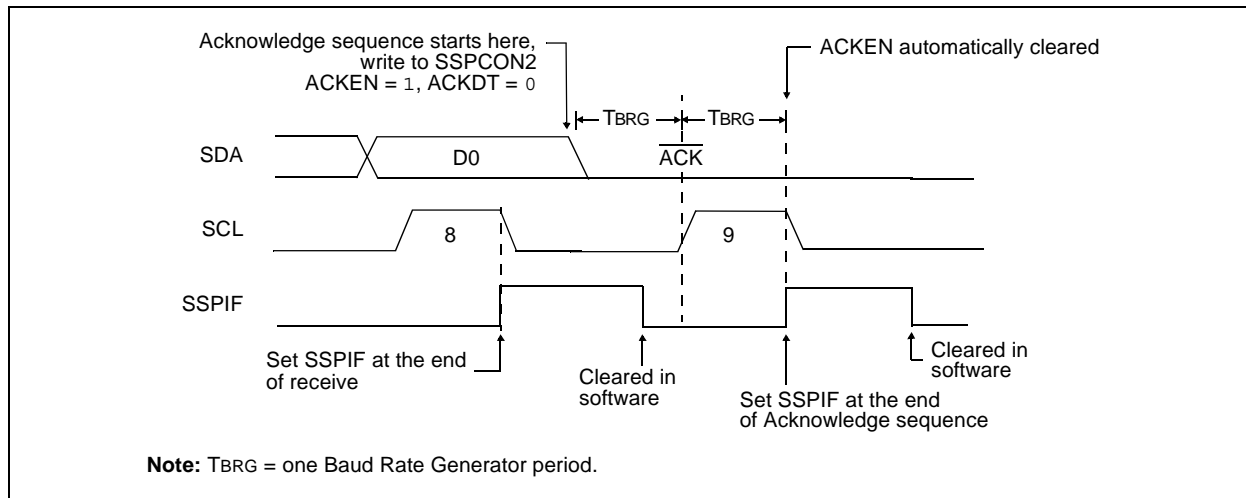 Acknowledge sequence starts here,
write to SSPCON2
ACKEN = 1, ACKDT = 0
ACKEN automatically cleared
TBRG
TBRG
SDA
D0
ACK
SCL
8
9
SSPIF
Set SSPIF at the end
of receive
Cleared in
software
Set SSPIF at the end
of Acknowledge sequence
Cleared in
software
Note: TBRG = one Baud Rate Generator period.